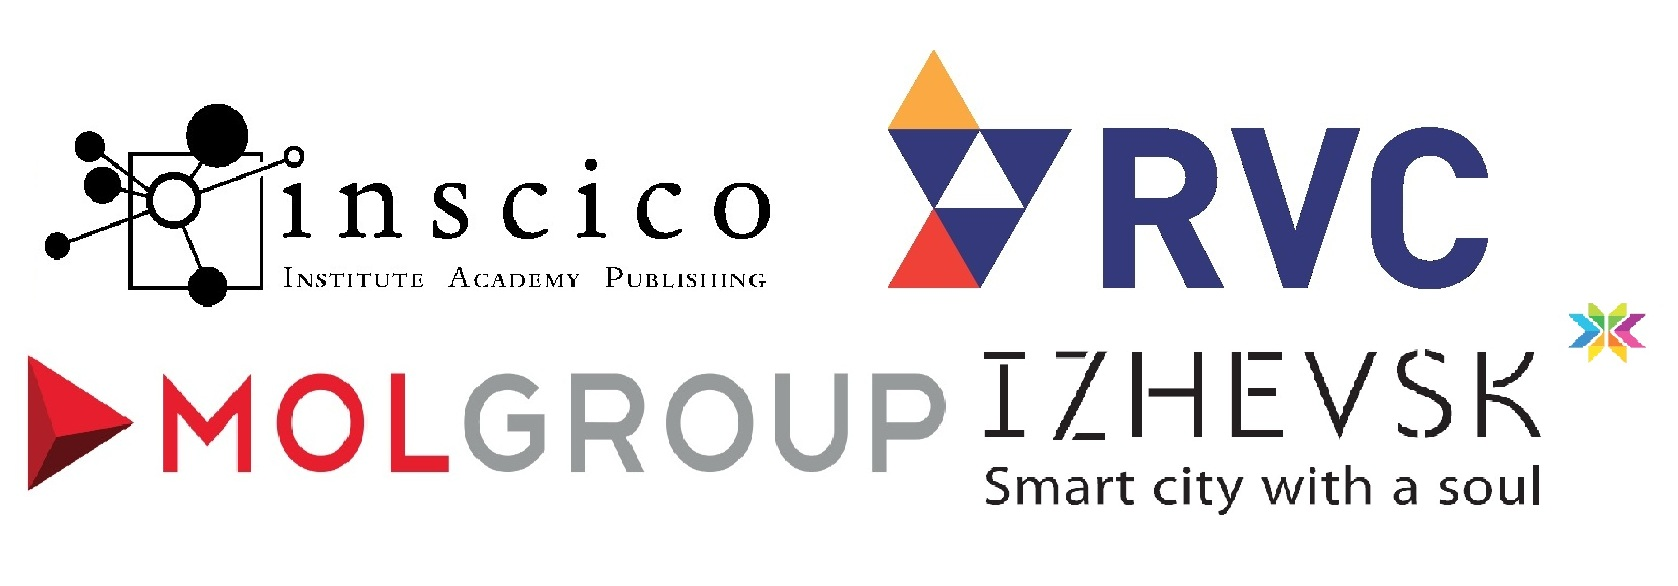 inscico
INSTITUTE ACADEMY PUBLISHING
RVC
MOLGROUP
IZHEVSK
Smart city with a soul